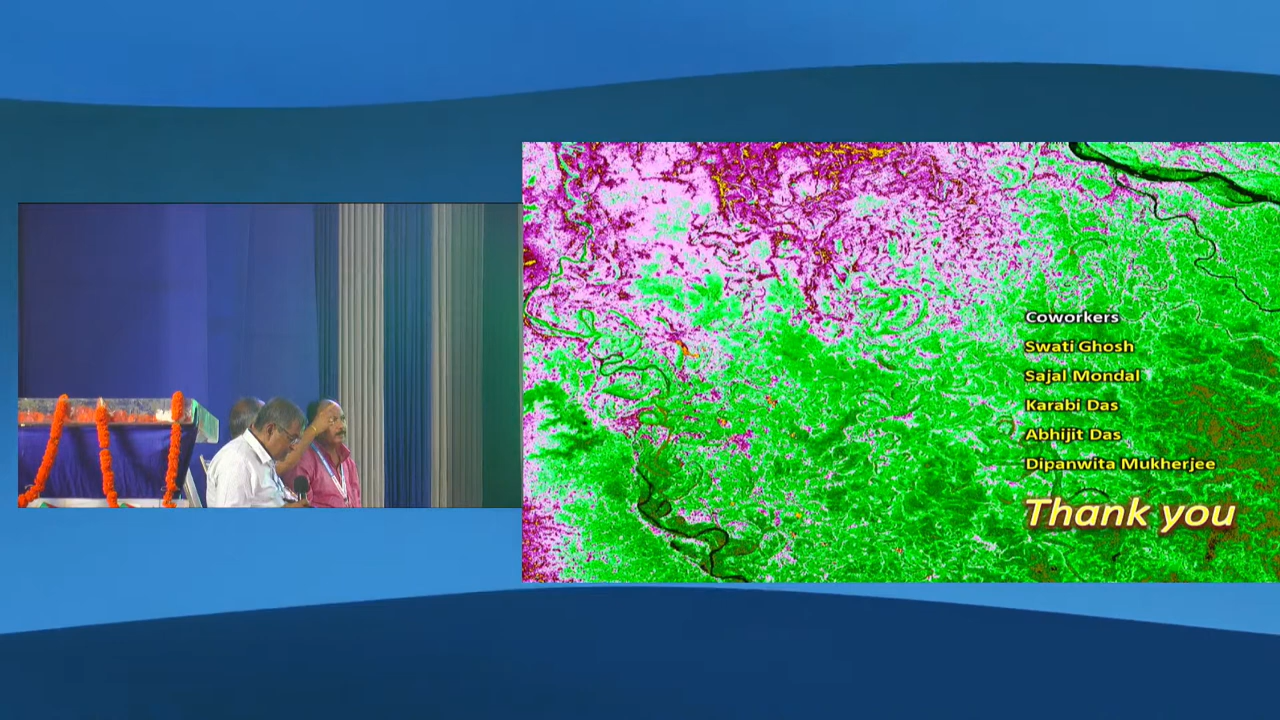 Coworkers
Swati Ghosh
Sajal Mondal
Karabi Das
Abhijit Das
Dipanwita Mukherjee
Thank you